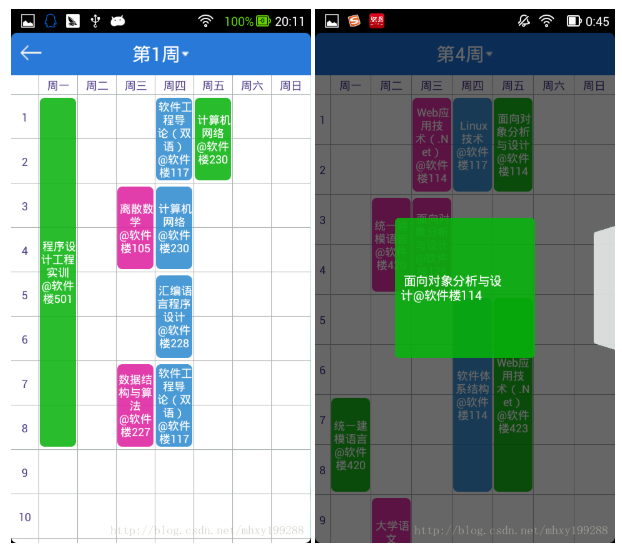 100% 20:11
第1周
周一 周二 周三 周四 周五 周六 周日
1
2
3
4
5
6
7
8
9
10
程序设
计工程
实训
@软件
楼501
离散数
学
@软件
楼105
数据结
构与算
法
@软件
楼227
软件工
程导
论（双
语）
@软件
楼117
计算机
网络
@软件
楼230
汇编语
言程序
设计
@软件
楼228
软件工
程导
论（双
语）
@软件
楼117
计算机
网络
@软件
楼230
http://blog.csdn.net/mhxy199288
0:45
第4周
周一 周二 周三 周四 周五 周六 周日
1
2
3
4
5
6
7
8
9
统一建
模语言
@软件
楼420
统一
模语
@软
楼4
大学语
文
Web应
用技
术（.N
et）
@软件
楼114
面向对
Linux
技术
@软件
楼117
软件体
系结构
@软件
楼114
面向对
象分析
与设计
@软件
楼114
Web应
用技
术（.N
et）
@软件
楼423
面向对象分析与设
计@软件楼114
http://blog.csdn.net/mhxy199288